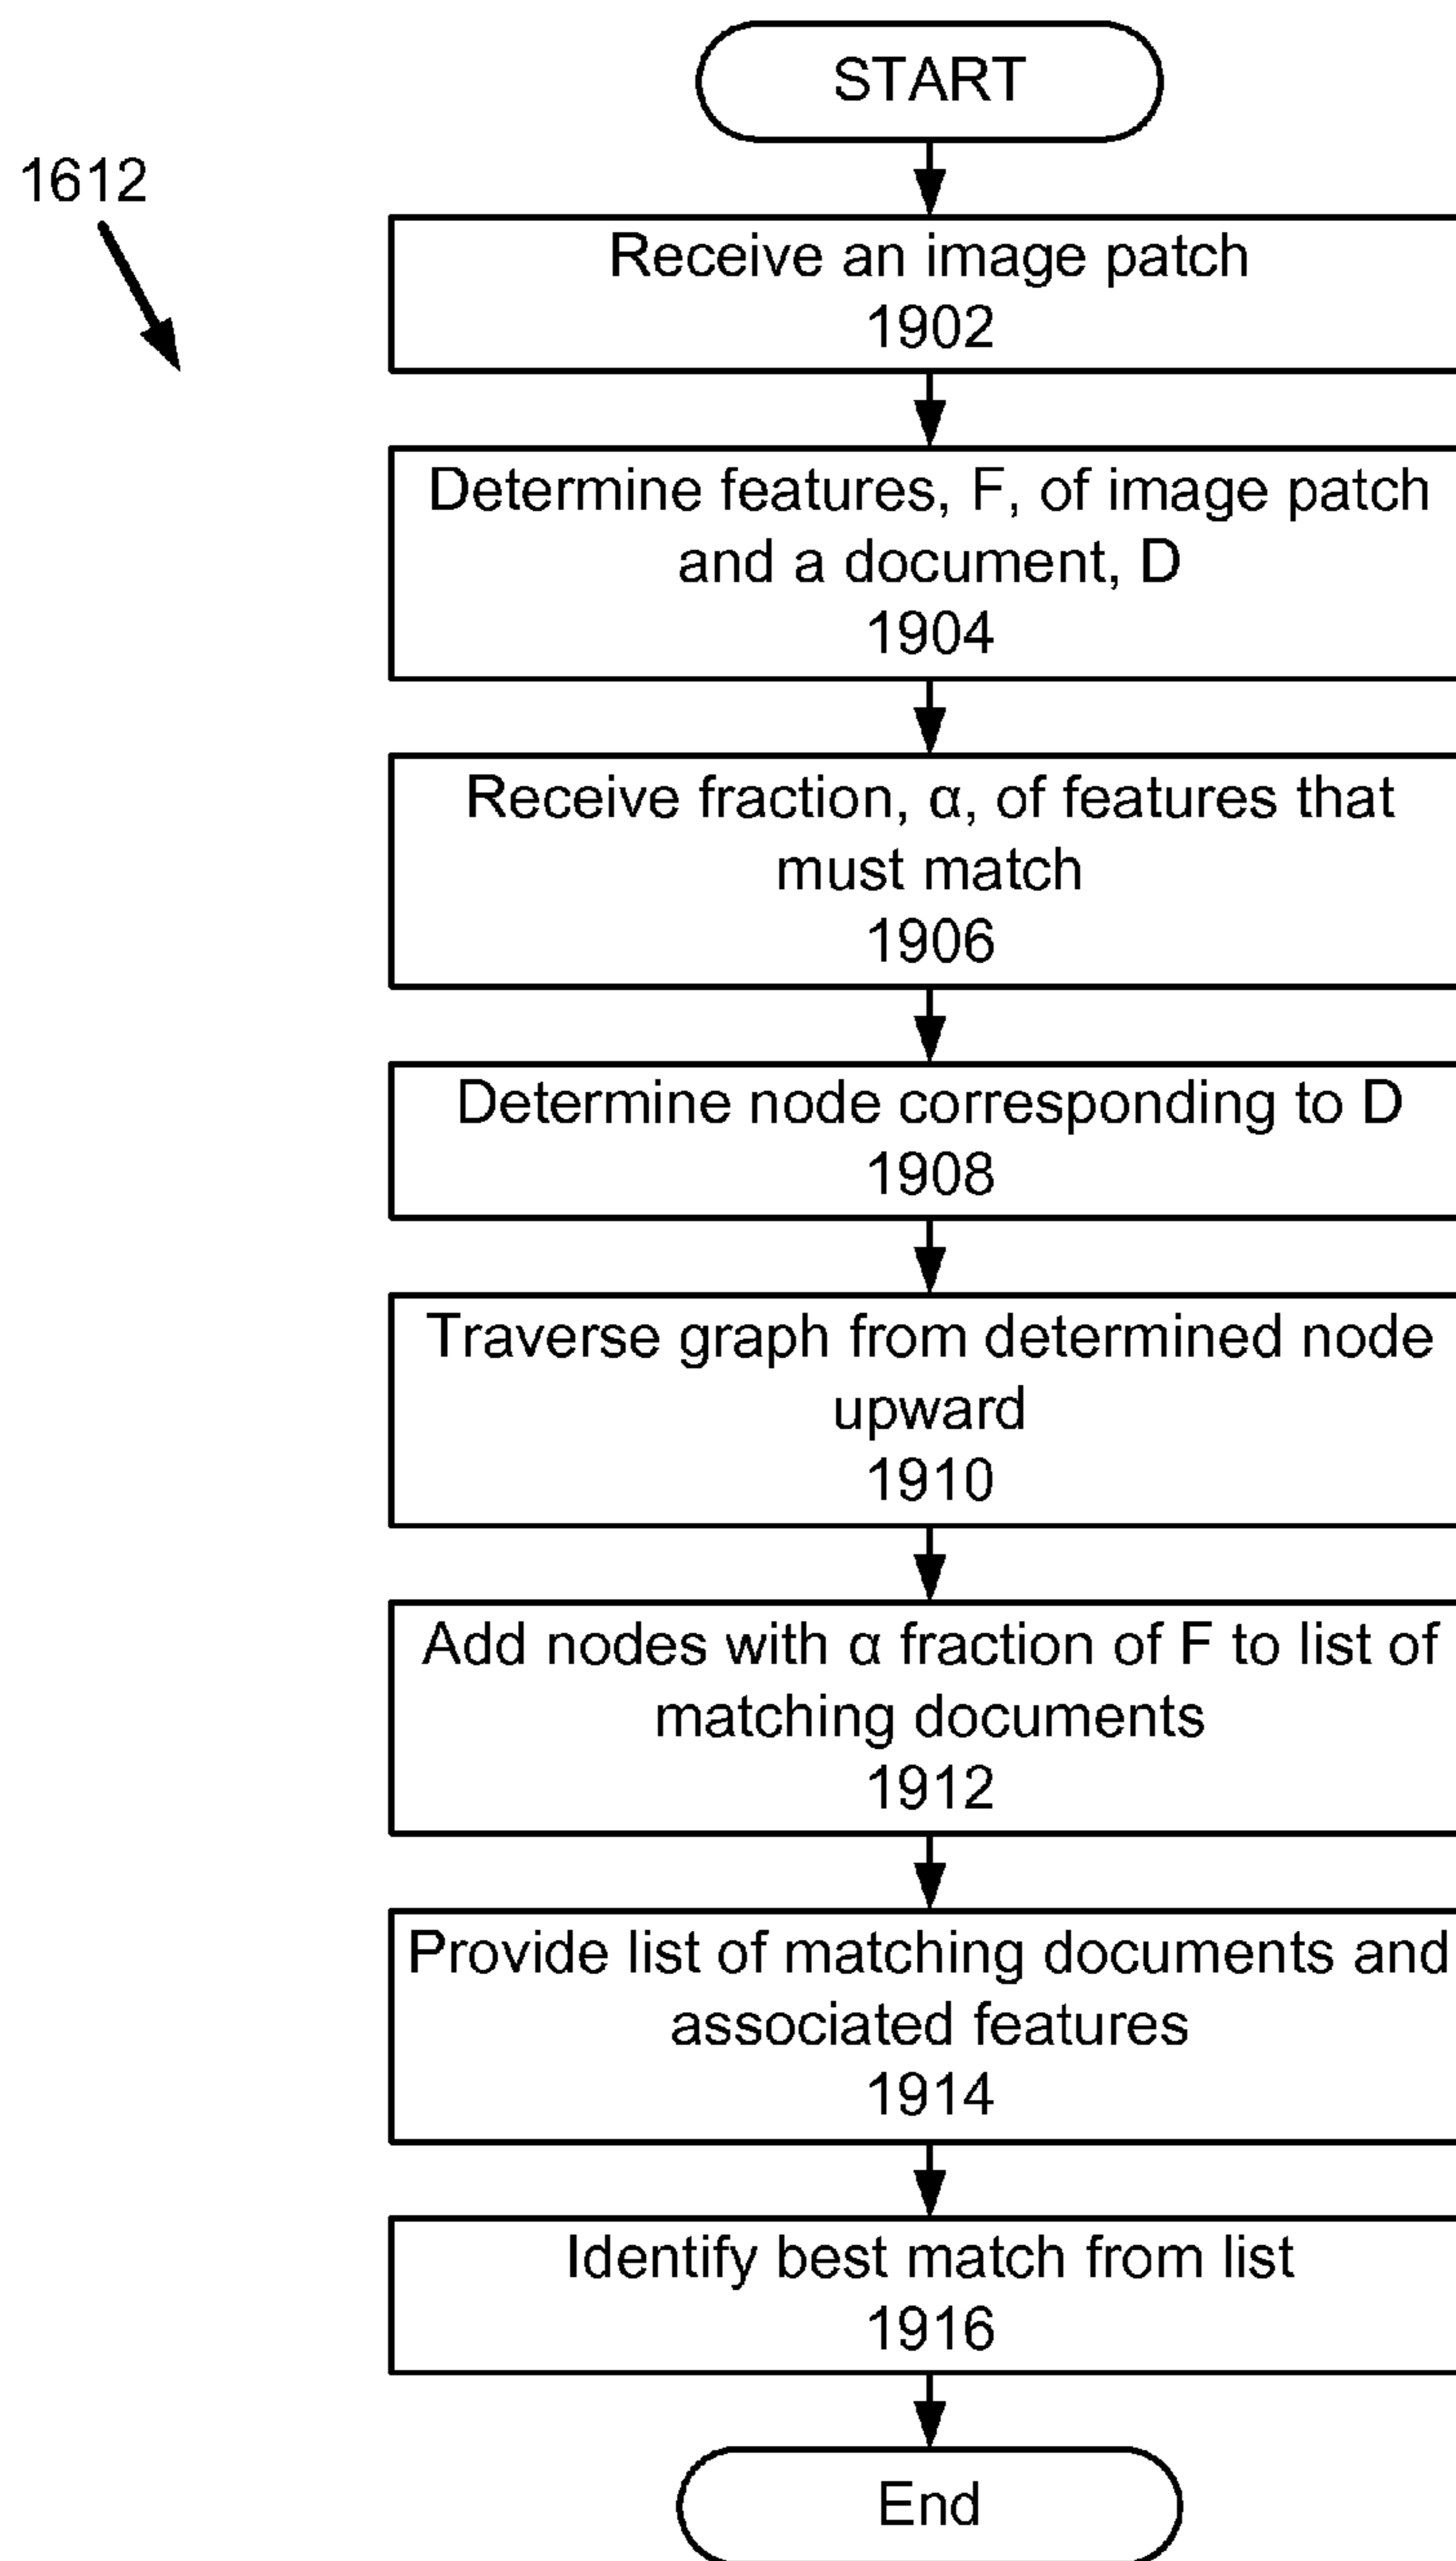 START
1612
Receive an image patch
1902
Determine features, F, of image patch
and a document, D
1904
Receive fraction, α, of features that
must match
1906
Determine node corresponding to D
1908
Traverse graph from determined node
upward
1910
Add nodes with α fraction of F to list of
matching documents
1912
Provide list of matching documents and
associated features
1914
Identify best match from list
1916
End